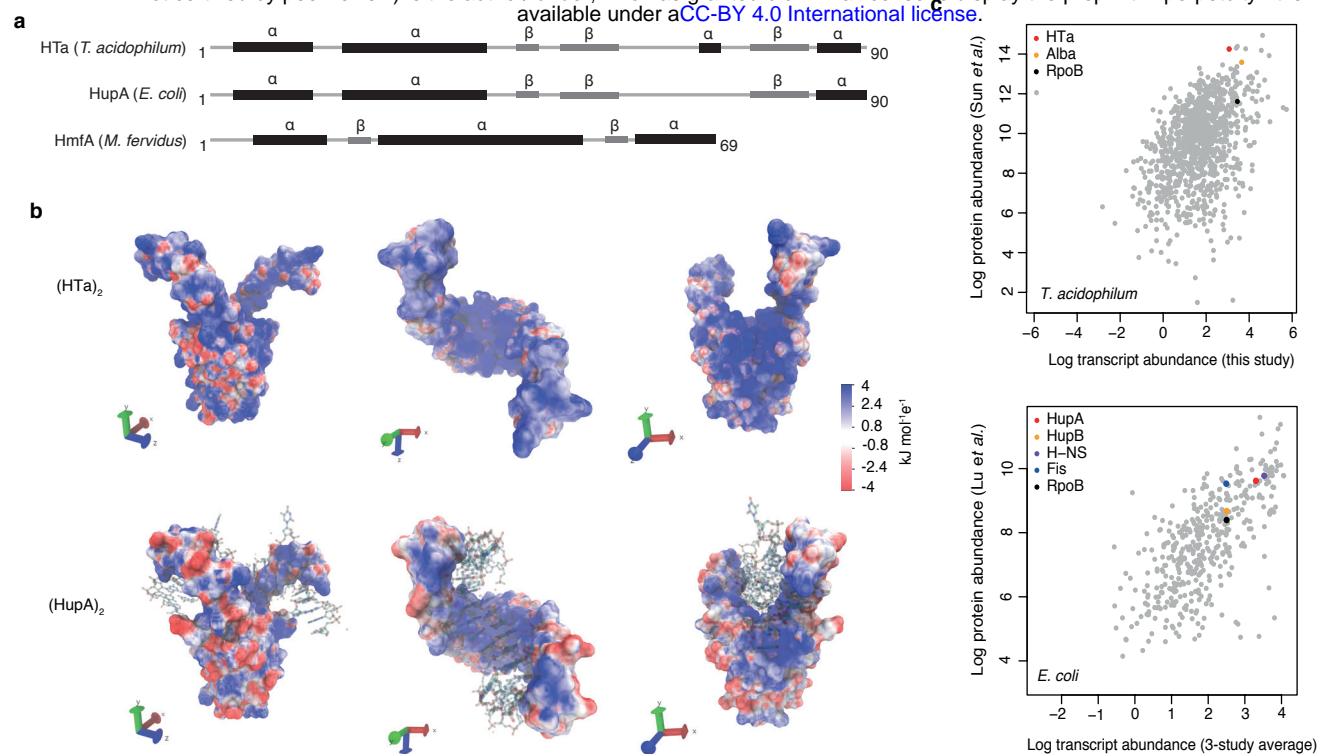 available under aCC-BY 4.0 International license.
a
α α β β α β α
HTa (T. acidophilum) 1 90
α α β β β α
HupA (E. coli) 1 90
α β α β α
HmfA (M. fervidus) 1 69
b
(HTa)2
y x z
x y z
y x z
4
2.4
0.8
-0.8
-2.4
-4
kJ mol-1e-1
(HupA)2
y x z
x
y x
c
HTa
Alba
RpoB
Log protein abundance (Sun et al.)
14
12
10
8
6
4
2
T. acidophilum
−6 −4 −2 0 2 4 6
Log transcript abundance (this study)
HupA
HupB
H−NS
Fis
RpoB
Log protein abundance (Lu et al.)
10
8
6
4
E. coli
−2 −1 0 1 2 3 4
Log transcript abundance (3-study average)